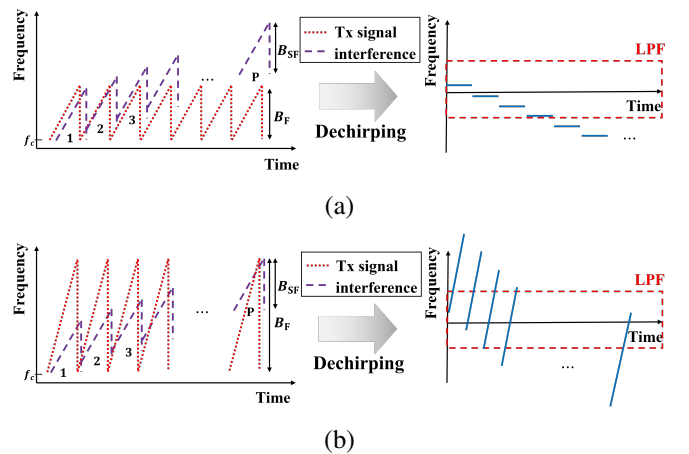 Frequency
Tx signal
interference
B_SF
B_F
f_c
1
2
3
...
P
Time
Dechirping
Frequency
LPF
Time
...
(a)
Frequency
Tx signal
interference
B_SF
B_F
f_c
1
2
3
...
P
Time
Dechirping
Frequency
LPF
Time
...
(b)